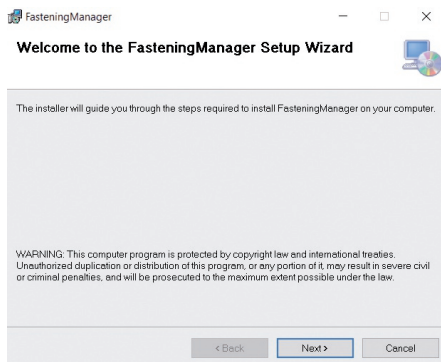 FasteningManager
Welcome to the FasteningManager Setup Wizard
The installer will guide you through the steps required to install FasteningManager on your computer.
WARNING: This computer program is protected by copyright law and international treaties.
Unauthorized duplication or distribution of this program, or any portion of it, may result in severe civil
or criminal penalties, and will be prosecuted to the maximum extent possible under the law.
< Back
Next >
Cancel